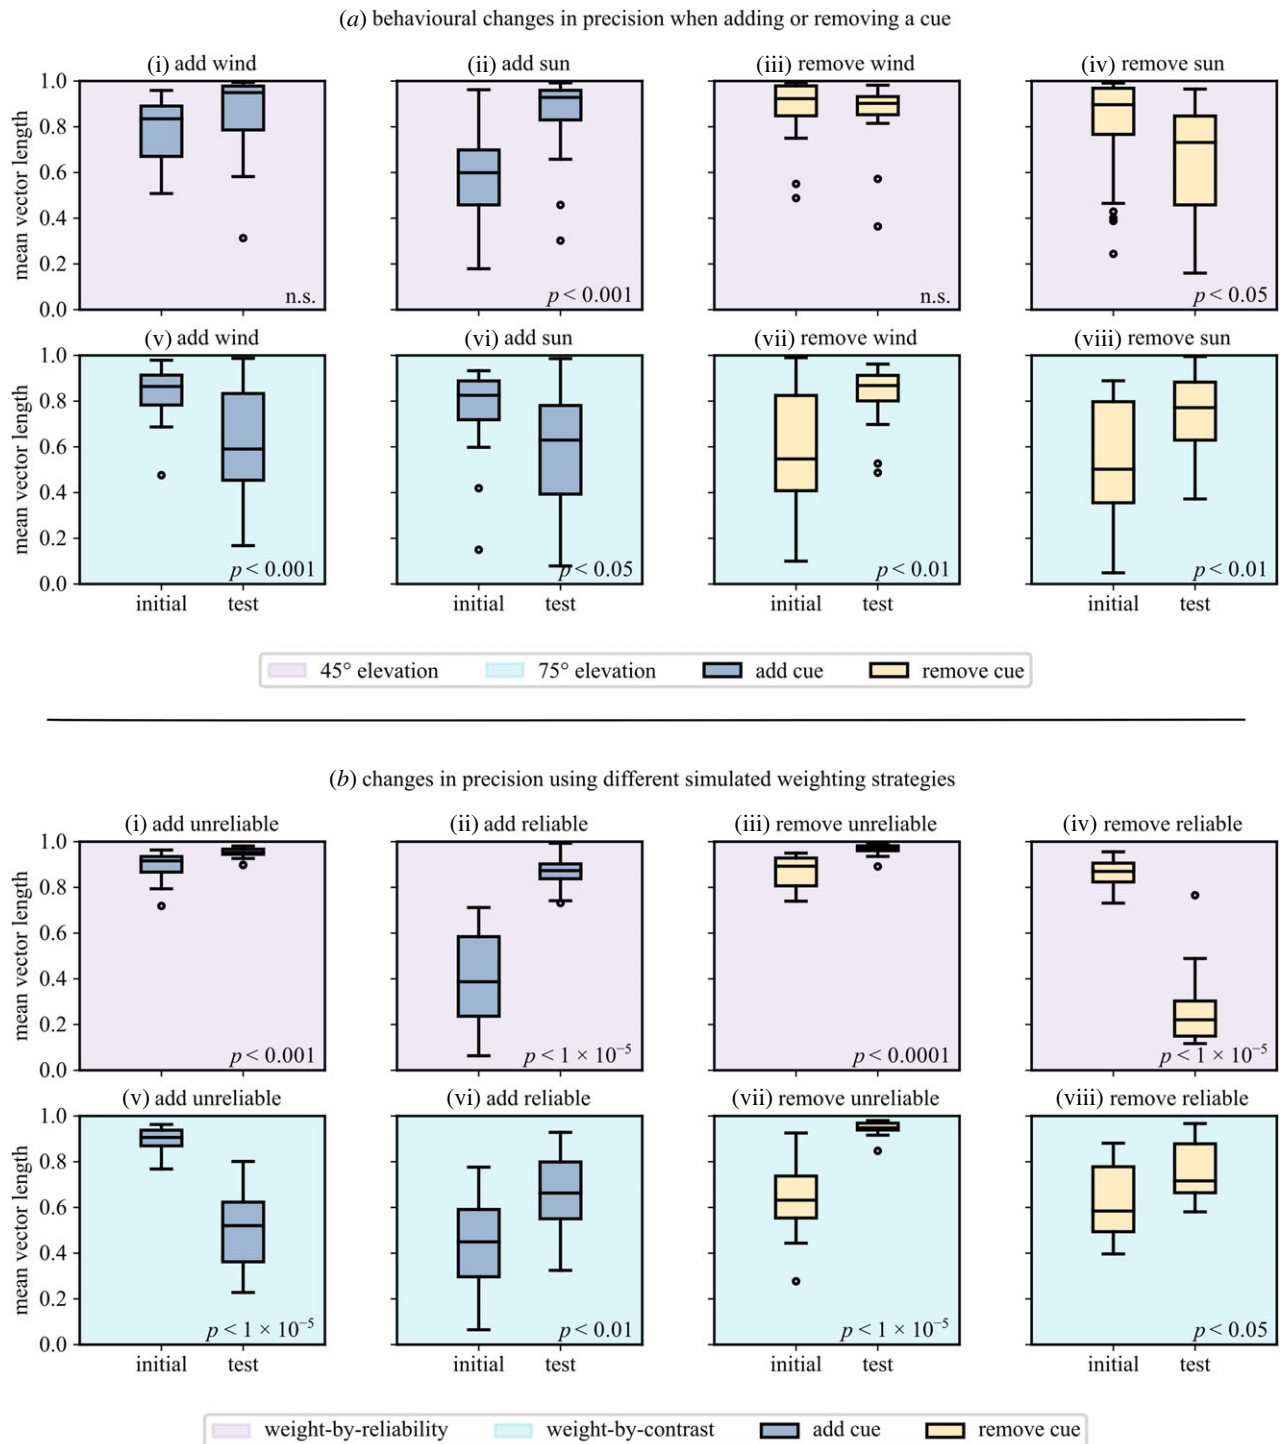 (a) behavioural changes in precision when adding or removing a cue
(i) add wind
(ii) add sun
(iii) remove wind
(iv) remove sun
mean vector length
1.0
0.8
0.6
0.4
0.2
0.0
n.s.
p < 0.001
n.s.
p < 0.05
(v) add wind
(vi) add sun
(vii) remove wind
(viii) remove sun
mean vector length
1.0
0.8
0.6
0.4
0.2
0.0
p < 0.001
p < 0.05
p < 0.01
p < 0.01
initial test
initial test
initial test
initial test
45° elevation 75° elevation add cue remove cue
(b) changes in precision using different simulated weighting strategies
(i) add unreliable
(ii) add reliable
(iii) remove unreliable
(iv) remove reliable
mean vector length
1.0
0.8
0.6
0.4
0.2
0.0
p < 0.001
p < 1 × 10⁻⁵
p < 0.0001
p < 1 × 10⁻⁵
(v) add unreliable
(vi) add reliable
(vii) remove unreliable
(viii) remove reliable
mean vector length
1.0
0.8
0.6
0.4
0.2
0.0
p < 1 × 10⁻⁵
p < 0.01
p < 1 × 10⁻⁵
p < 0.05
initial test
initial test
initial test
initial test
weight-by-reliability weight-by-contrast add cue remove cue